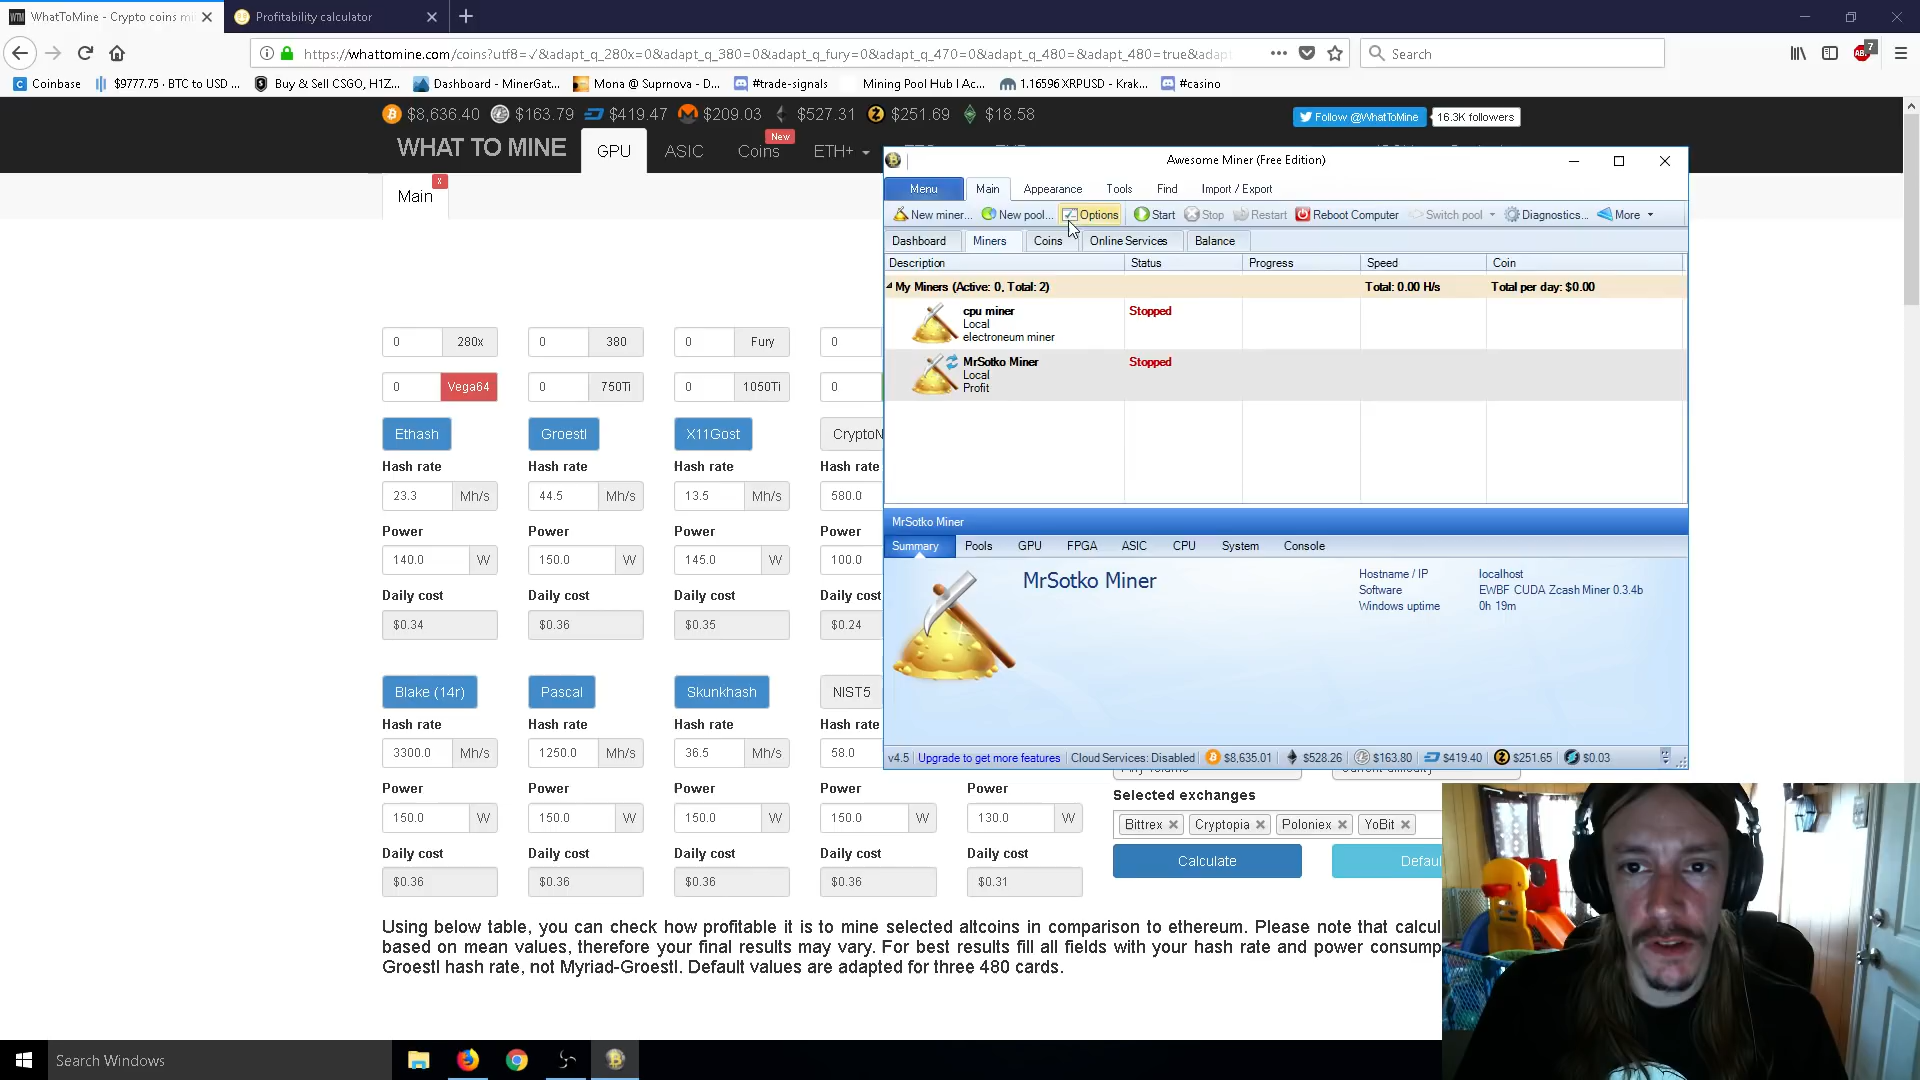 WhatToMine - Crypto coins mi
Profitability calculator
https://whattomine.com/coins?utf8=✓&adapt_q_280x=0&adapt_q_380=0&adapt_q_fury=0&adapt_q_470=0&adapt_q_480=&adapt_480=true&adapt
Search
7
Coinbase
$9777.75 · BTC to USD ...
Buy & Sell CSGO, H1Z...
Dashboard - MinerGat...
Mona @ Suprnova - D...
#trade-signals
Mining Pool Hub I Ac...
1.16596 XRPUSD - Krak...
#casino
$8,636.40
$163.79
$419.47
$209.03
$527.31
$251.69
$18.58
Follow @WhatToMine
16.3K followers
WHAT TO MINE
GPU
ASIC
Coins
New
ETH+
Main
x
0 280x
0 380
0 Fury
0
0 Vega64
0 750Ti
0 1050Ti
0
Ethash
Groestl
X11Gost
CryptoN
Hash rate
Hash rate
Hash rate
Hash rate
23.3 Mh/s
44.5 Mh/s
13.5 Mh/s
580.0
Power
Power
Power
Power
140.0 W
150.0 W
145.0 W
100.0
Daily cost
Daily cost
Daily cost
Daily cost
$0.34
$0.36
$0.35
$0.24
Blake (14r)
Pascal
Skunkhash
NIST5
Hash rate
Hash rate
Hash rate
Hash rate
3300.0 Mh/s
1250.0 Mh/s
36.5 Mh/s
58.0
Power
Power
Power
Power
Power
150.0 W
150.0 W
150.0 W
150.0 W
130.0 W
Daily cost
Daily cost
Daily cost
Daily cost
Daily cost
$0.36
$0.36
$0.36
$0.36
$0.31
Selected exchanges
Bittrex
Cryptopia
Poloniex
YoBit
Calculate
Defau
Using below table, you can check how profitable it is to mine selected altcoins in comparison to ethereum. Please note that calcul
based on mean values, therefore your final results may vary. For best results fill all fields with your hash rate and power consump
Groestl hash rate, not Myriad-Groestl. Default values are adapted for three 480 cards.
Awesome Miner (Free Edition)
Menu
Main
Appearance
Tools
Find
Import / Export
New miner...
New pool...
Options
Start
Stop
Restart
Reboot Computer
Switch pool
Diagnostics...
More
Dashboard
Miners
Coins
Online Services
Balance
Description
Status
Progress
Speed
Coin
My Miners (Active: 0, Total: 2)
Total: 0.00 H/s
Total per day: $0.00
cpu miner
Local
electroneum miner
Stopped
MrSotko Miner
Local
Profit
Stopped
MrSotko Miner
Summary
Pools
GPU
FPGA
ASIC
CPU
System
Console
MrSotko Miner
Hostname / IP localhost
Software EWBF CUDA Zcash Miner 0.3.4b
Windows uptime 0h 19m
v4.5
Upgrade to get more features
Cloud Services: Disabled
$8,635.01
$528.26
$163.80
$419.40
$251.65
$0.03
Search Windows